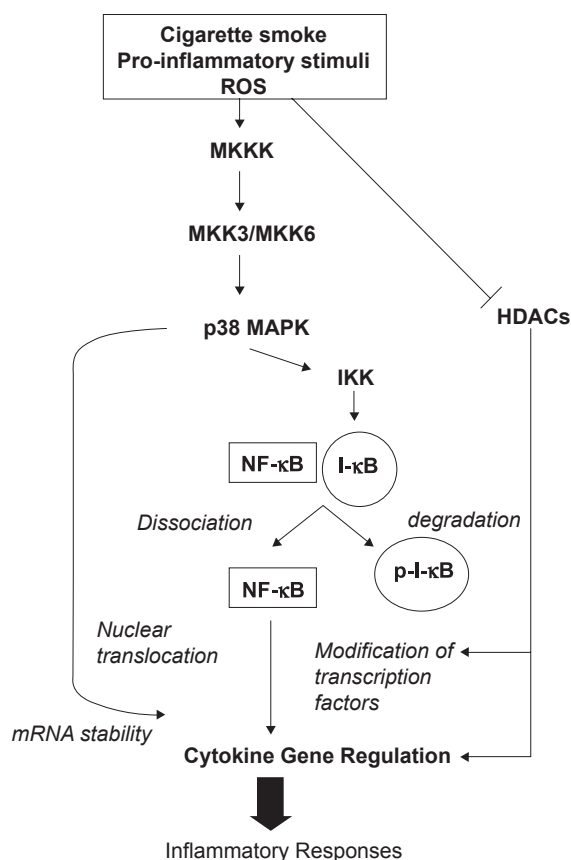 Cigarette smoke
Pro-inflammatory stimuli
ROS
MKKK
MKK3/MKK6
p38 MAPK
HDACs
IKK
NF-κB
I-κB
Dissociation
degradation
NF-κB
p-I-κB
Nuclear
translocation
Modification of
transcription
factors
mRNA stability
Cytokine Gene Regulation
Inflammatory Responses